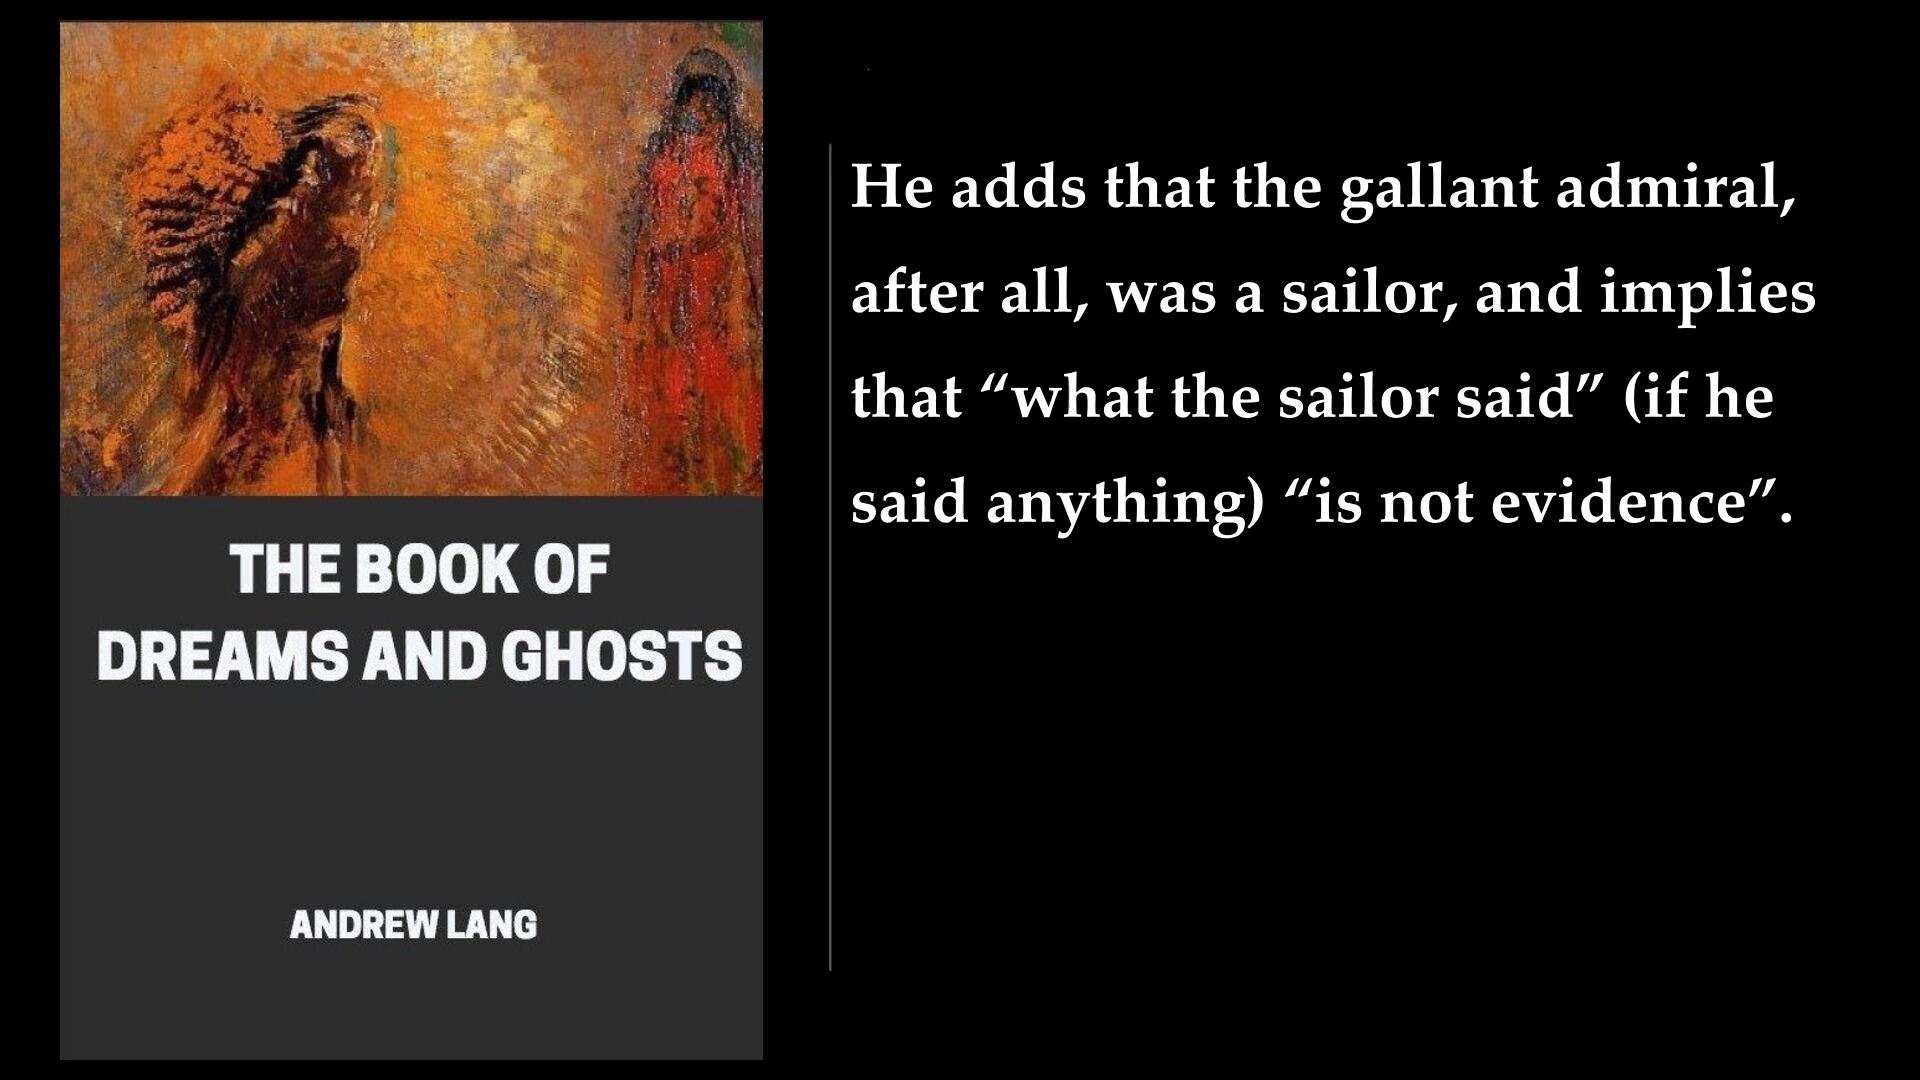 THE BOOK OF
DREAMS AND GHOSTS
ANDREW LANG
He adds that the gallant admiral,
after all, was a sailor, and implies
that “what the sailor said” (if he
said anything) “is not evidence”.